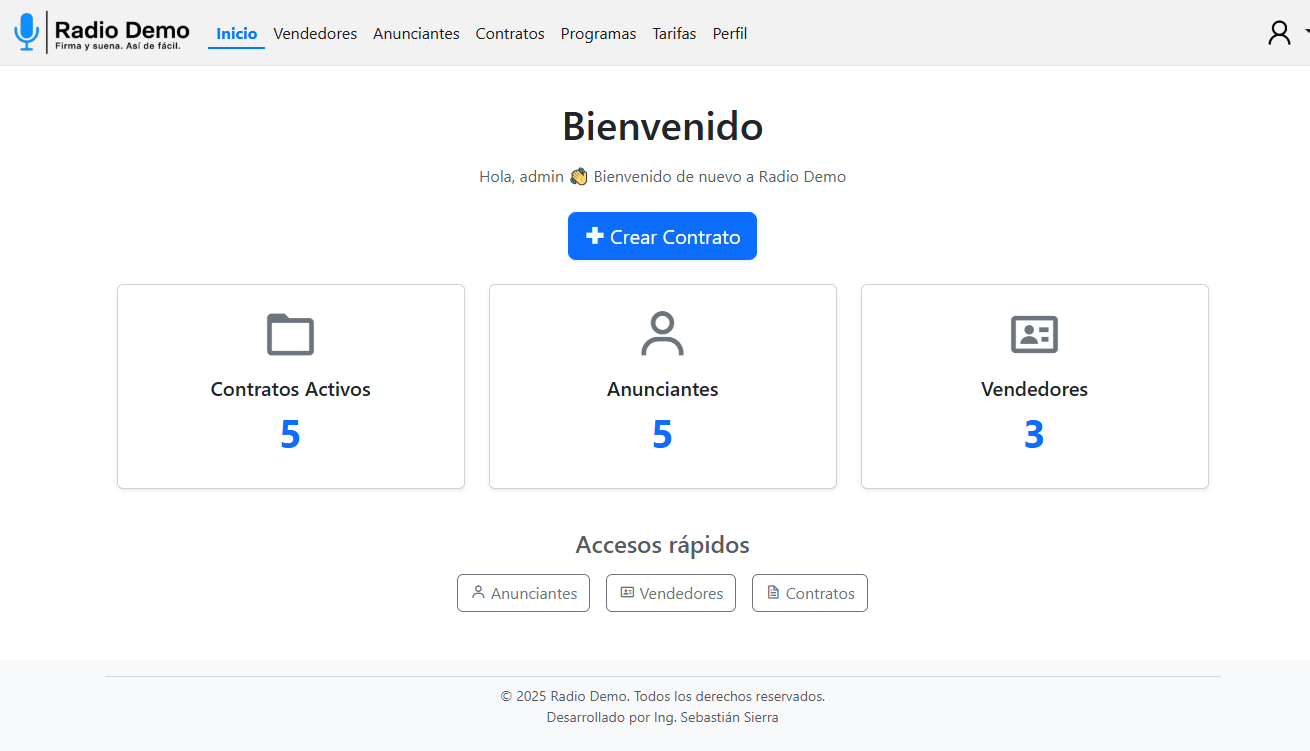 Radio Demo
Firma y suena. Así de fácil.
Inicio Vendedores Anunciantes Contratos Programas Tarifas Perfil
Bienvenido
Hola, admin 👋 Bienvenido de nuevo a Radio Demo
Crear Contrato
Contratos Activos
5
Anunciantes
5
Vendedores
3
Accesos rápidos
Anunciantes Vendedores Contratos
© 2025 Radio Demo. Todos los derechos reservados.
Desarrollado por Ing. Sebastián Sierra